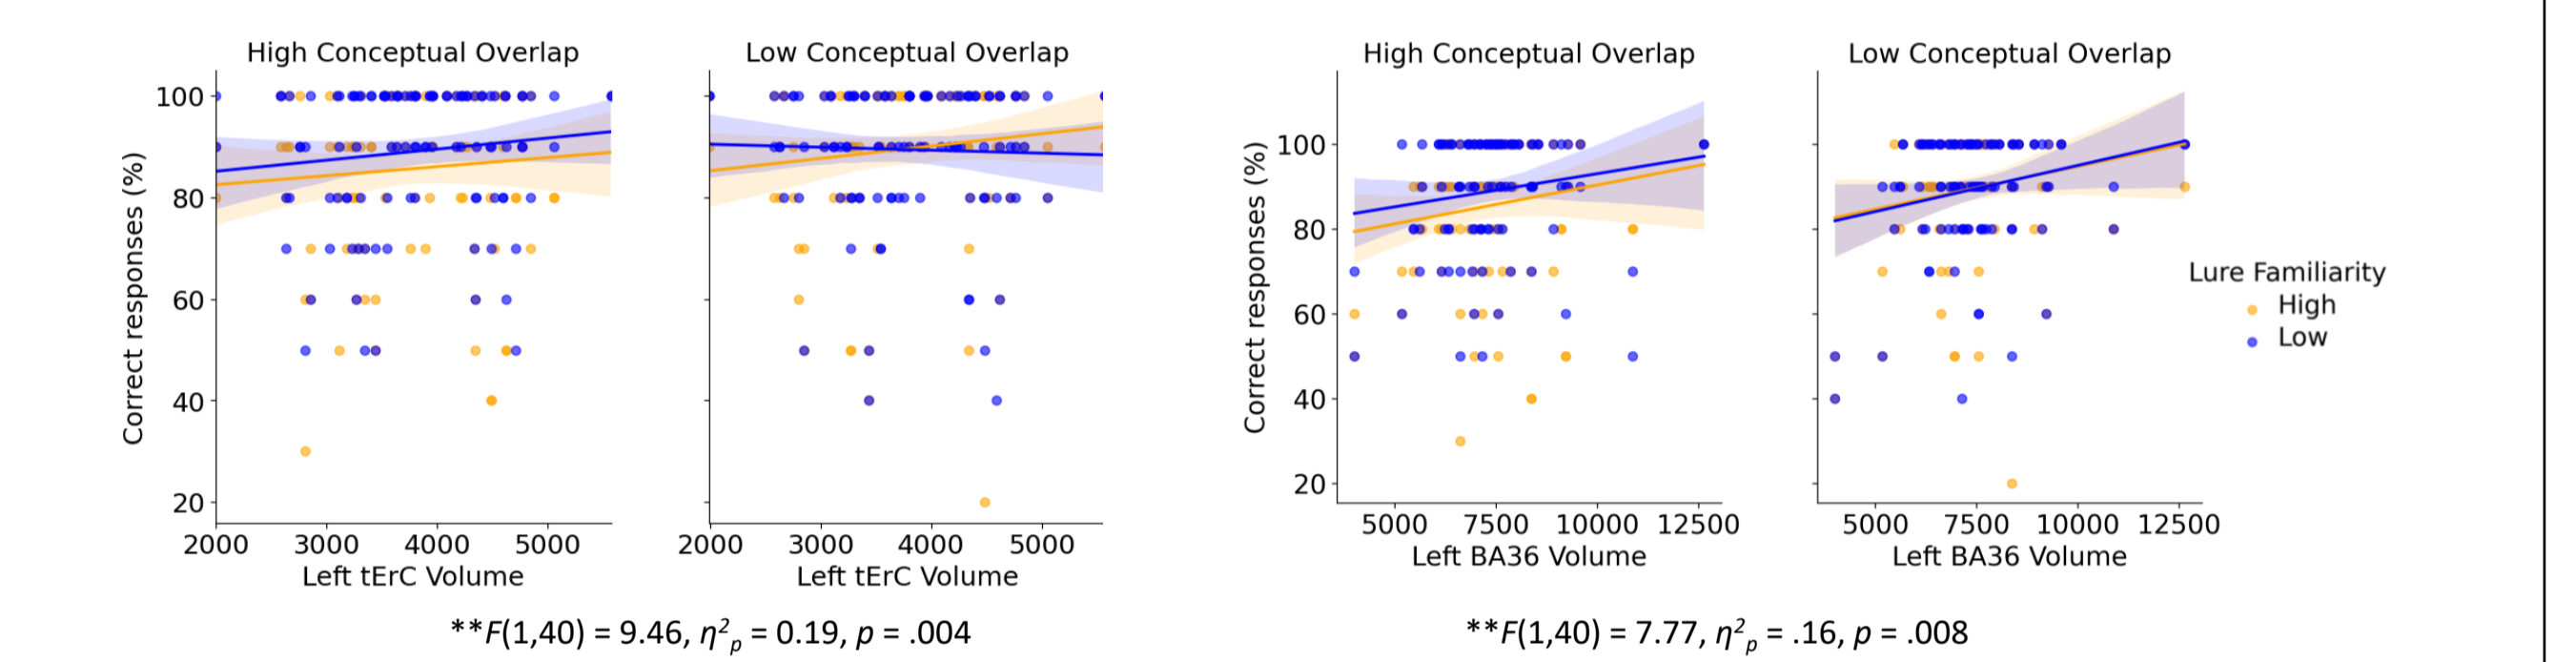 High Conceptual Overlap
Low Conceptual Overlap
High Conceptual Overlap
Low Conceptual Overlap
Correct responses (%)
100
80
60
40
20
2000 3000 4000 5000
Left tErC Volume
2000 3000 4000 5000
Left tErC Volume
Correct responses (%)
100
80
60
40
20
5000 7500 10000 12500
Left BA36 Volume
5000 7500 10000 12500
Left BA36 Volume
Lure Familiarity
High
Low
**F(1,40) = 9.46, η²ₚ = 0.19, p = .004
**F(1,40) = 7.77, η²ₚ = .16, p = .008